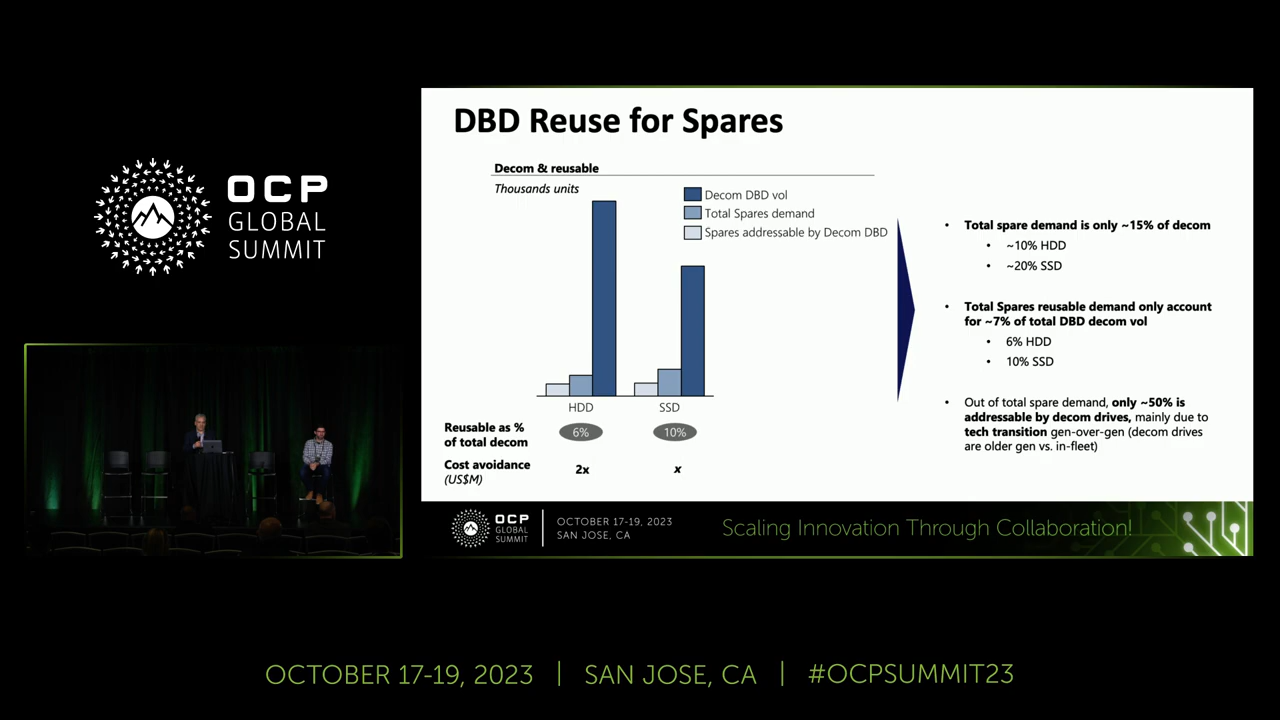 OCP
GLOBAL
SUMMIT
DBD Reuse for Spares
Decom & reusable
Thousands units
Decom DBD vol
Total Spares demand
Spares addressable by Decom DBD
HDD
SSD
Reusable as %
of total decom
6%
10%
Cost avoidance
(US$M)
2x
x
• Total spare demand is only ~15% of decom
• ~10% HDD
• ~20% SSD
• Total Spares reusable demand only account
for ~7% of total DBD decom vol
• 6% HDD
• 10% SSD
• Out of total spare demand, only ~50% is
addressable by decom drives, mainly due to
tech transition gen-over-gen (decom drives
are older gen vs. in-fleet)
OCP
GLOBAL
SUMMIT
OCTOBER 17-19, 2023
SAN JOSE, CA
Scaling Innovation Through Collaboration!
OCTOBER 17-19, 2023 | SAN JOSE, CA | #OCPSUMMIT23